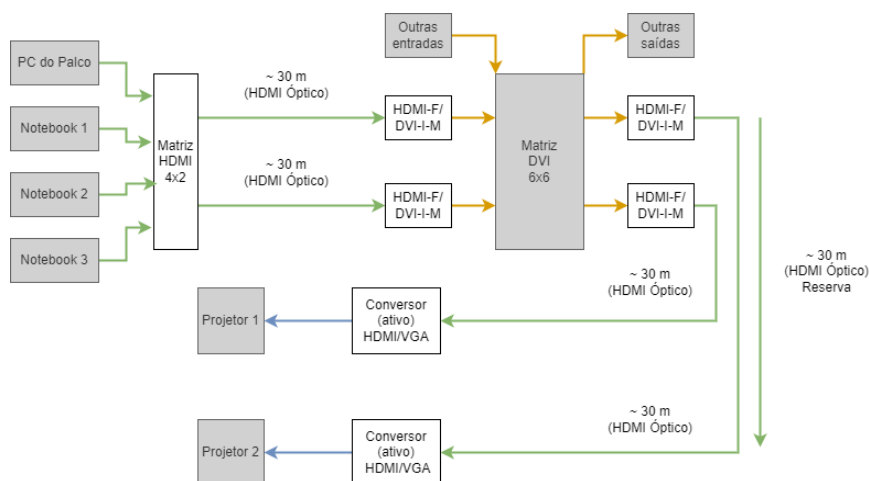 Outras
entradas
Outras
saídas
PC do Palco
~ 30 m
(HDMI Óptico)
HDMI-F/
DVI-I-M
HDMI-F/
DVI-I-M
Notebook 1
Matriz
HDMI
4x2
Matriz
DVI
6x6
~ 30 m
(HDMI Óptico)
Notebook 2
HDMI-F/
DVI-I-M
HDMI-F/
DVI-I-M
Notebook 3
~ 30 m
(HDMI Óptico)
Reserva
~ 30 m
(HDMI Óptico)
Projetor 1
Conversor
(ativo)
HDMI/VGA
~ 30 m
(HDMI Óptico)
Projetor 2
Conversor
(ativo)
HDMI/VGA